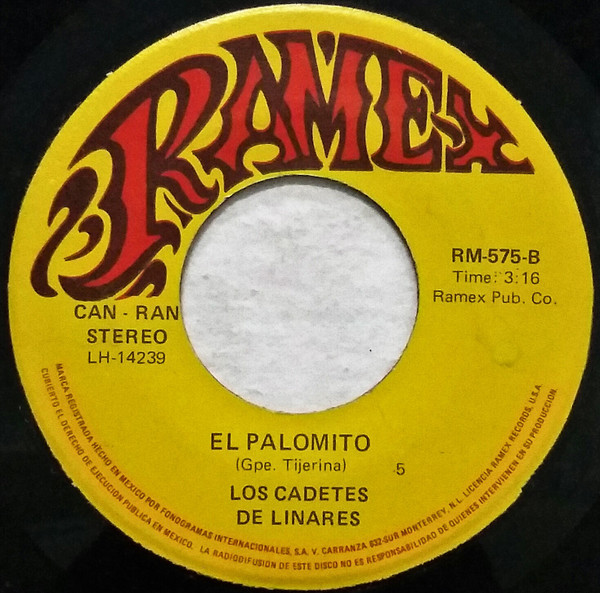 RAMEX
CAN - RAN
STEREO
LH-14239
RM-575-B
Time: 3:16
Ramex Pub. Co.
EL PALOMITO
(Gpe. Tijerina)
5
LOS CADETES
DE LINARES
MARCA REGISTRADA HECHO EN MEXICO POR FONOGRAMAS INTERNACIONALES, S.A. V. CARRANZA 632-SUR MONTERREY, N.L. LICENCIA RAMEX RECORDS, U.S.A.
CUBIERTO EL DERECHO DE EJECUCION PUBLICA EN MEXICO. LA RADIODIFUSION DE ESTE DISCO NO ES RESPONSABILIDAD DE QUIENES INTERVIENEN EN SU PRODUCCION.